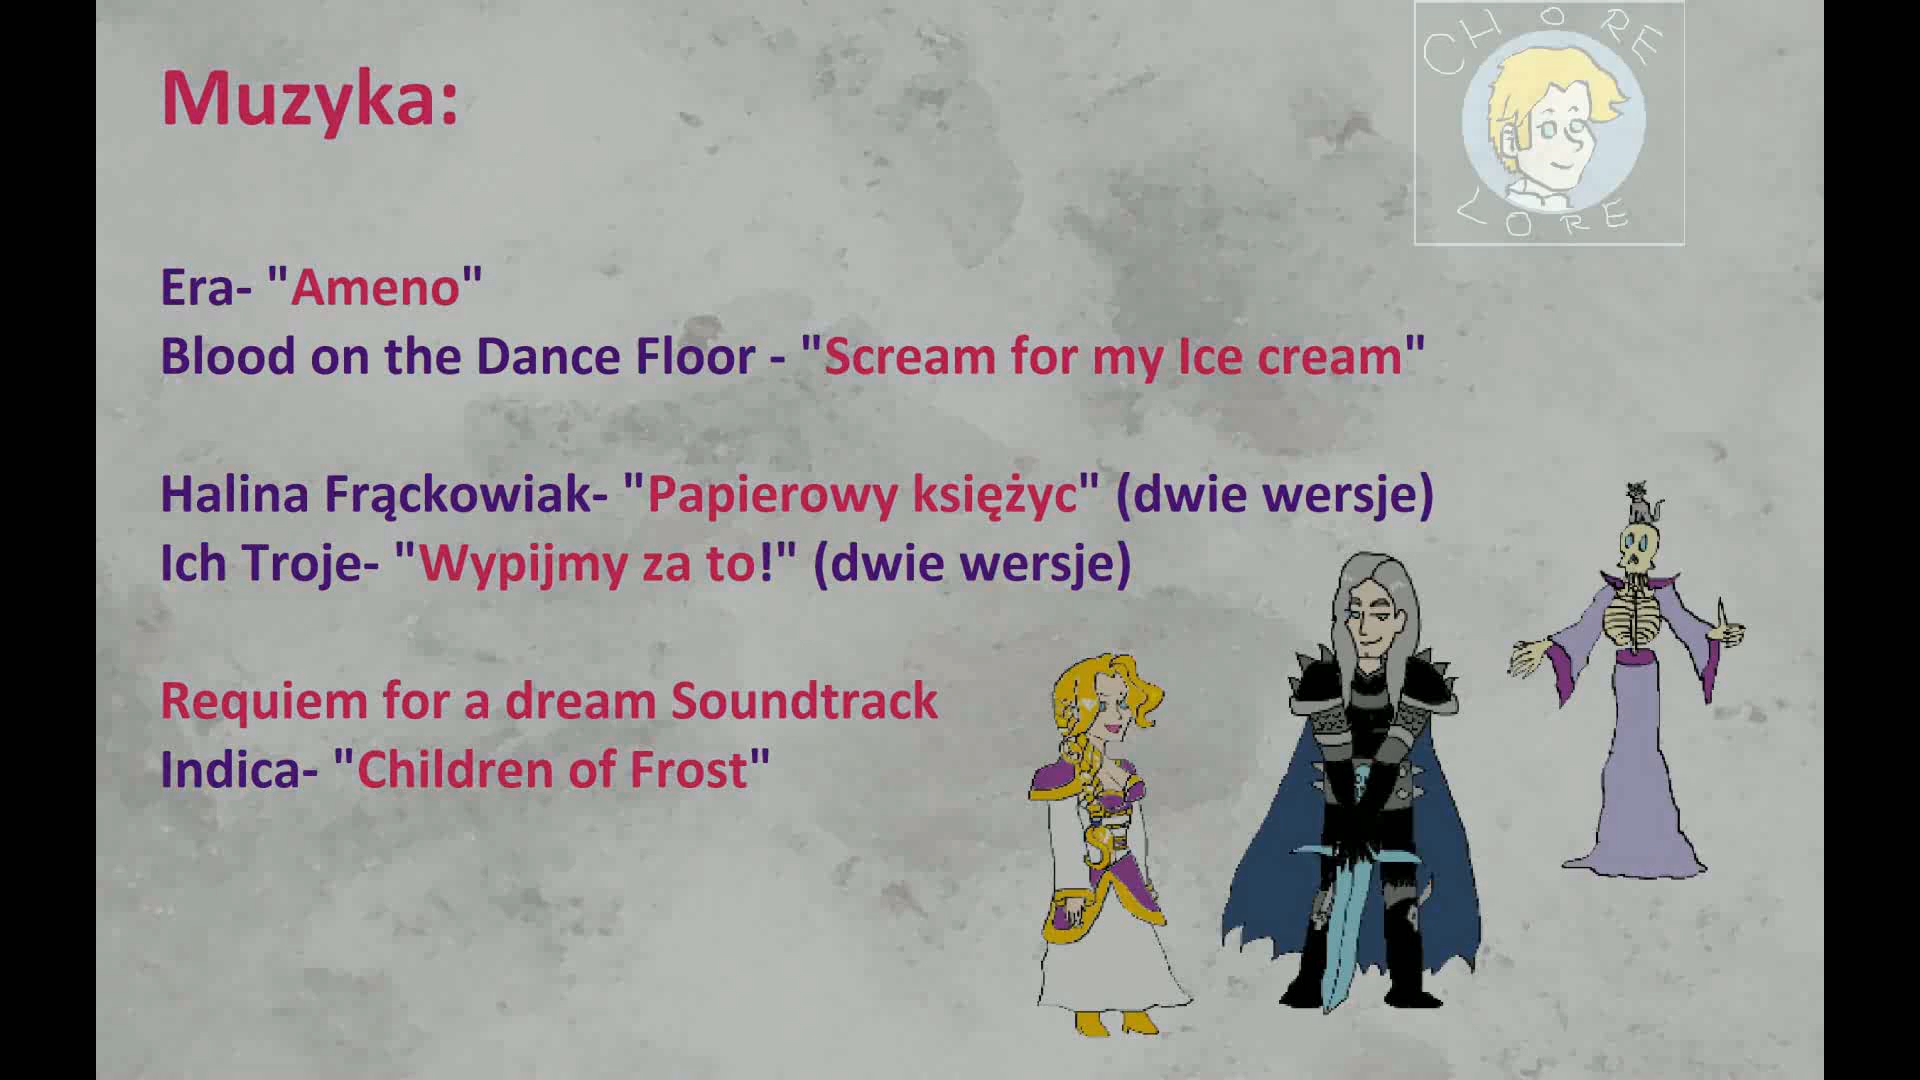 Muzyka:
CHORE
LORE
Era- "Ameno"
Blood on the Dance Floor - "Scream for my Ice cream"
Halina Frąckowiak- "Papierowy księżyc" (dwie wersje)
Ich Troje- "Wypijmy za to!" (dwie wersje)
Requiem for a dream Soundtrack
Indica- "Children of Frost"